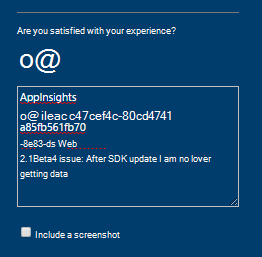 Are you satisfied with your experience?
o@
AppInsights
o@ ileac c47cef4c-80cd4741
a85fb561fb70
-8e83-ds Web
2.1Beta4 issue: After SDK update I am no lover
getting data
Include a screenshot